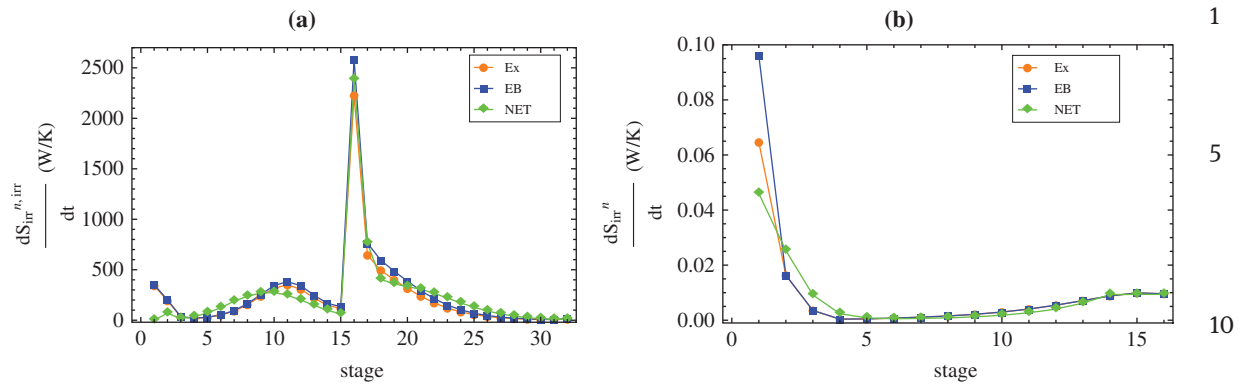 (a)
2500
2000
1500
1000
500
0
0 5 10 15 20 25 30
stage
dS_irr^n, irr
dt
(W/K)
Ex
EB
NET
(b)
0.10
0.08
0.06
0.04
0.02
0.00
0 5 10 15
stage
dS_irr^n
dt
(W/K)
Ex
EB
NET
1
5
10